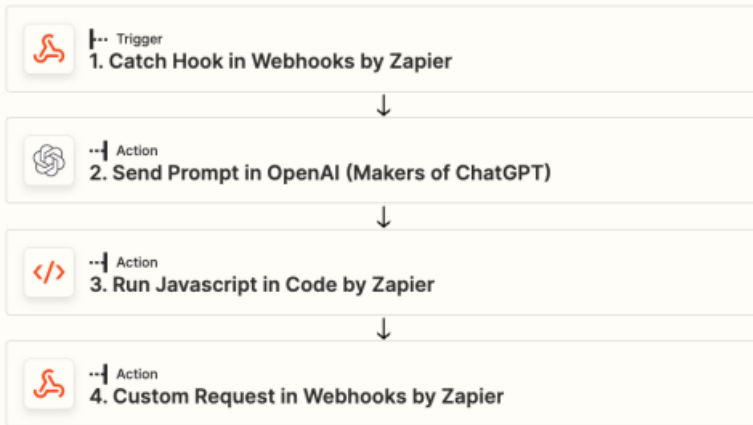 Trigger
1. Catch Hook in Webhooks by Zapier
Action
2. Send Prompt in OpenAI (Makers of ChatGPT)
Action
3. Run Javascript in Code by Zapier
Action
4. Custom Request in Webhooks by Zapier